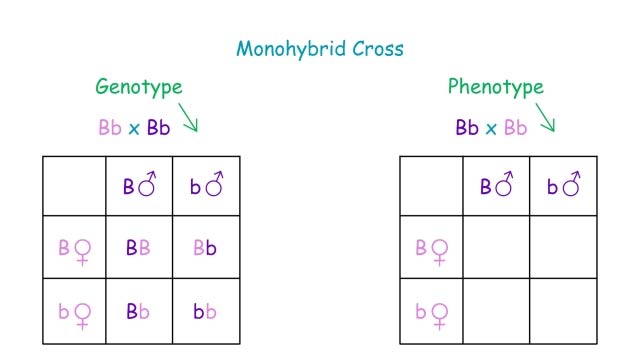 Monohybrid Cross
Genotype
Bb x Bb
B♂ b♂
B♀ BB Bb
b♀ Bb bb
Phenotype
Bb x Bb
B♂ b♂
B♀
b♀